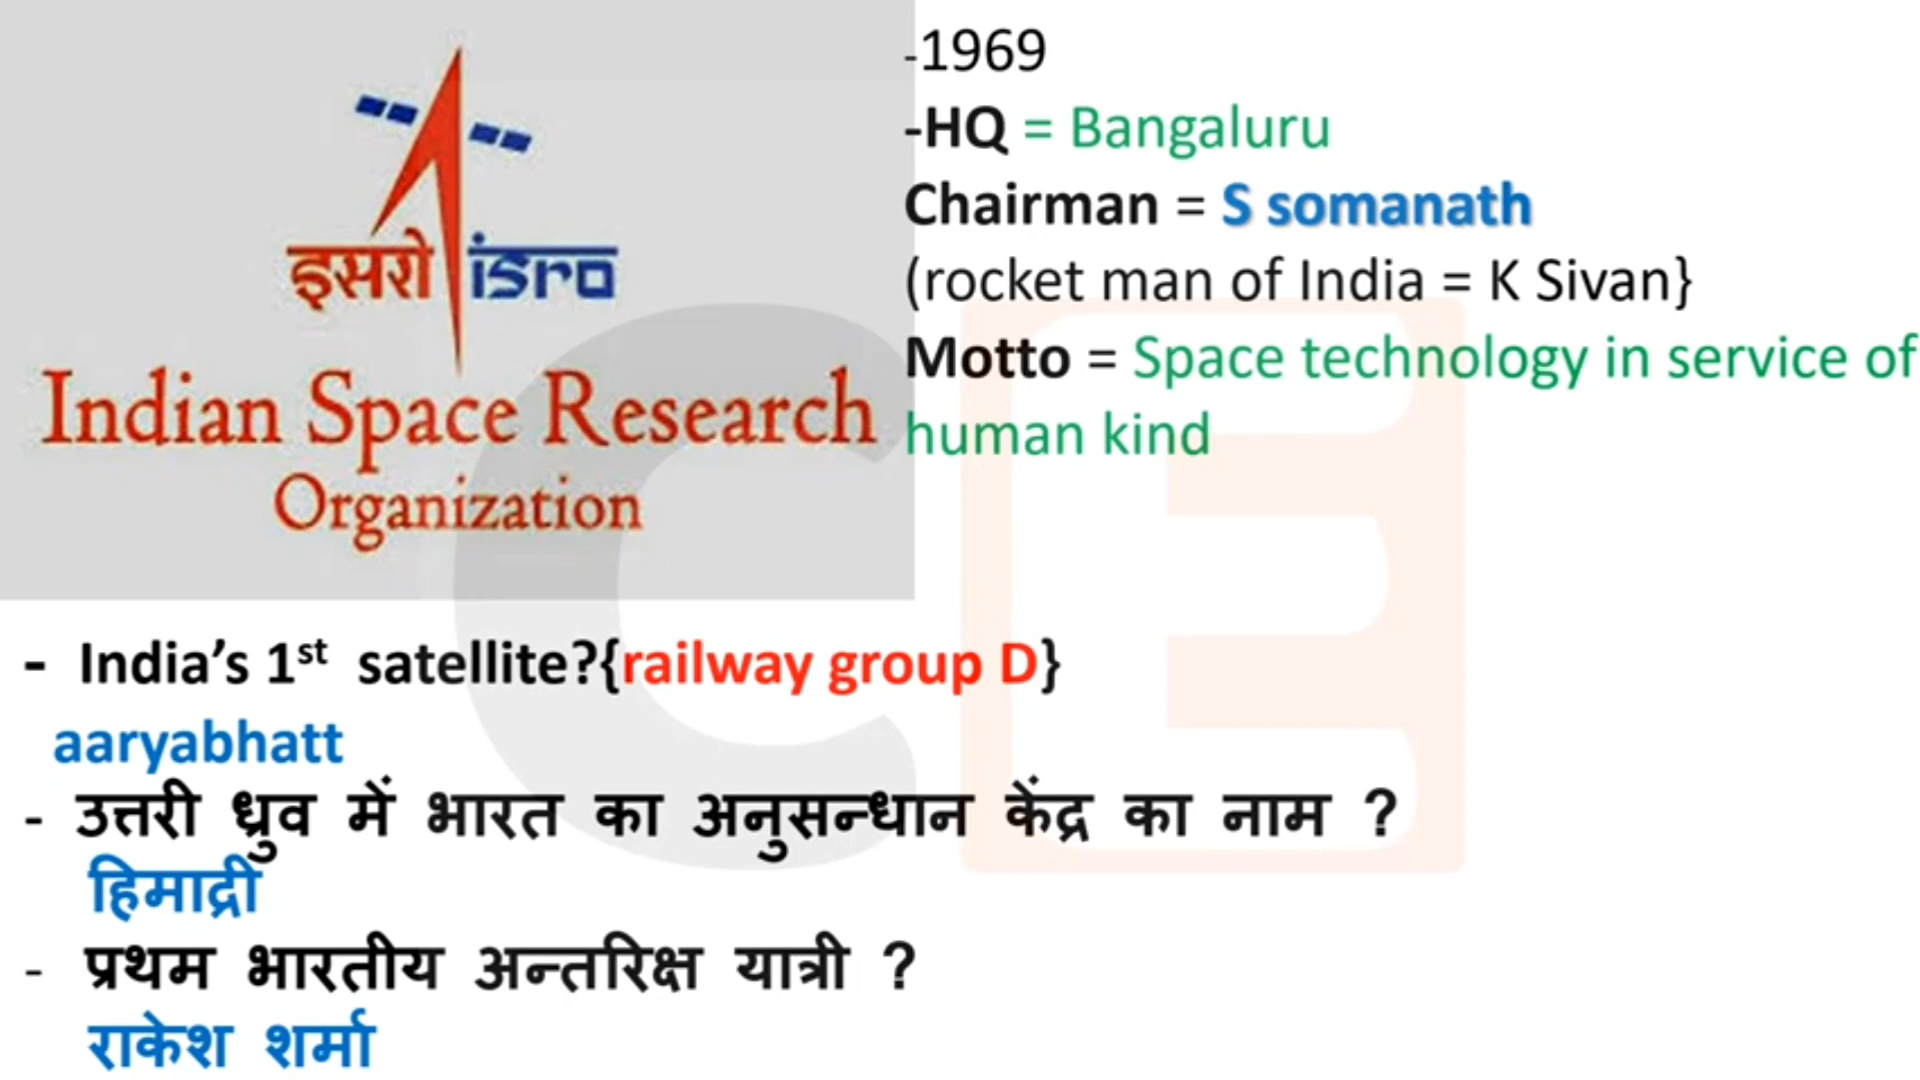 इसरो isro
Indian Space Research
Organization
-1969
-HQ = Bangaluru
Chairman = S somanath
(rocket man of India = K Sivan}
Motto = Space technology in service of
human kind
- India’s 1st satellite?{railway group D}
aaryabhatt
- उत्तरी ध्रुव में भारत का अनुसन्धान केंद्र का नाम ?
हिमाद्री
- प्रथम भारतीय अन्तरिक्ष यात्री ?
राकेश शर्मा
CE